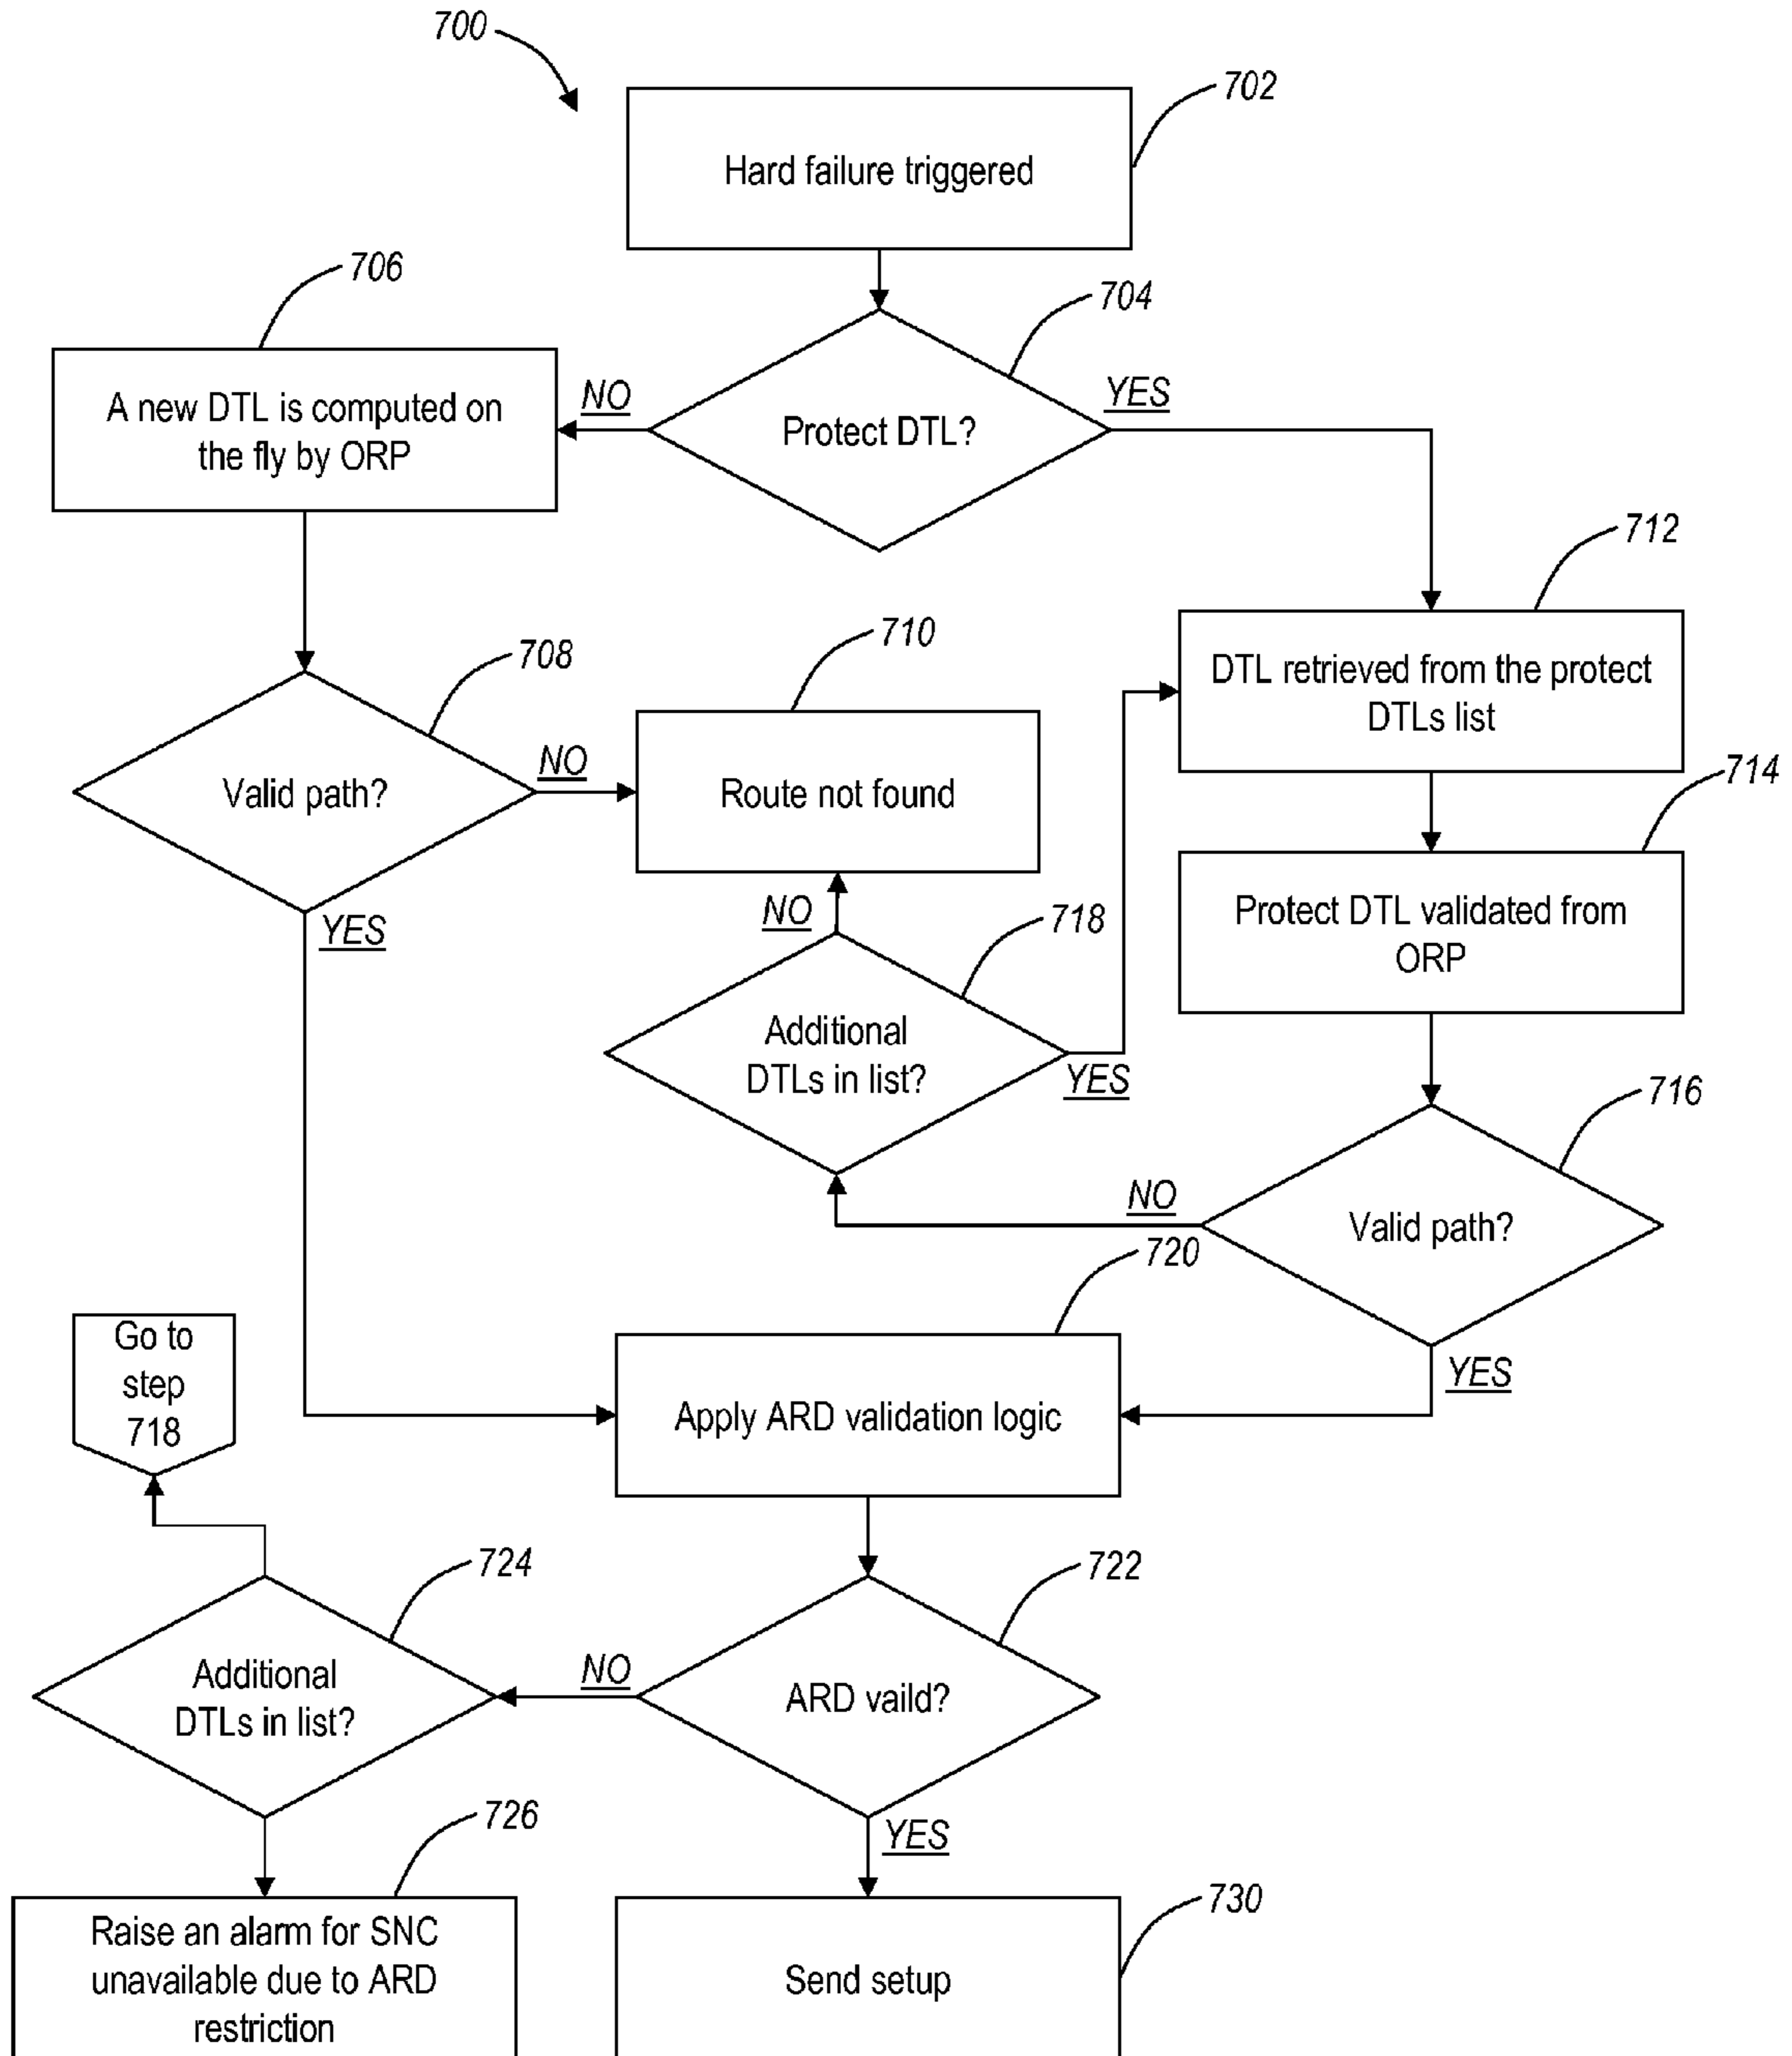 700
702
Hard failure triggered
706
704
A new DTL is computed on
the fly by ORP
NO
Protect DTL?
YES
712
710
708
DTL retrieved from the protect
DTLs list
Valid path?
NO
Route not found
714
YES
NO
718
Protect DTL validated from
ORP
Additional
DTLs in list?
YES
716
NO
Valid path?
720
Go to
step
718
YES
Apply ARD validation logic
724
722
Additional
DTLs in list?
NO
ARD vaild?
726
YES
730
Raise an alarm for SNC
unavailable due to ARD
restriction
Send setup